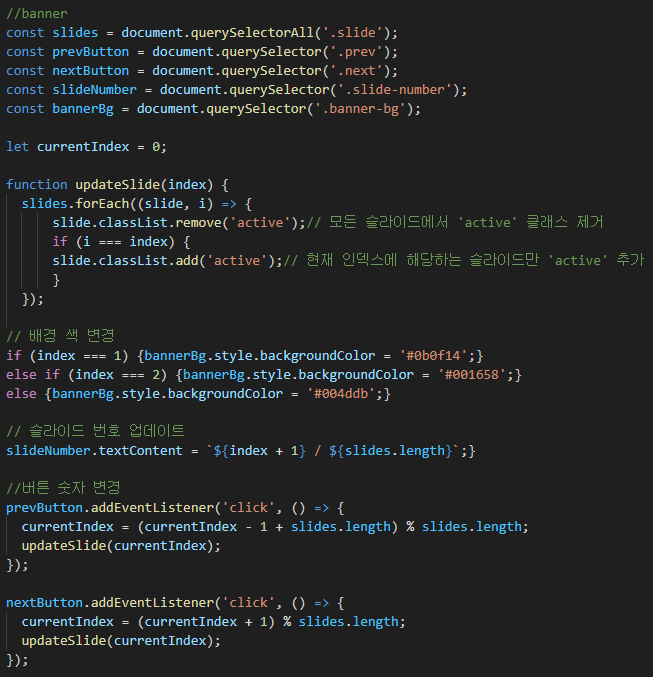 //banner
const slides = document.querySelectorAll('.slide');
const prevButton = document.querySelector('.prev');
const nextButton = document.querySelector('.next');
const slideNumber = document.querySelector('.slide-number');
const bannerBg = document.querySelector('.banner-bg');

let currentIndex = 0;

function updateSlide(index) {
  slides.forEach((slide, i) => {
      slide.classList.remove('active');// 모든 슬라이드에서 'active' 클래스 제거
      if (i === index) {
      slide.classList.add('active');// 현재 인덱스에 해당하는 슬라이드만 'active' 추가
      }
  });

// 배경 색 변경
if (index === 1) {bannerBg.style.backgroundColor = '#0b0f14';}
else if (index === 2) {bannerBg.style.backgroundColor = '#001658';}
else {bannerBg.style.backgroundColor = '#004ddb';}

// 슬라이드 번호 업데이트
slideNumber.textContent = `${index + 1} / ${slides.length}`;}

//버튼 숫자 변경
prevButton.addEventListener('click', () => {
  currentIndex = (currentIndex - 1 + slides.length) % slides.length;
  updateSlide(currentIndex);
});

nextButton.addEventListener('click', () => {
  currentIndex = (currentIndex + 1) % slides.length;
  updateSlide(currentIndex);
});